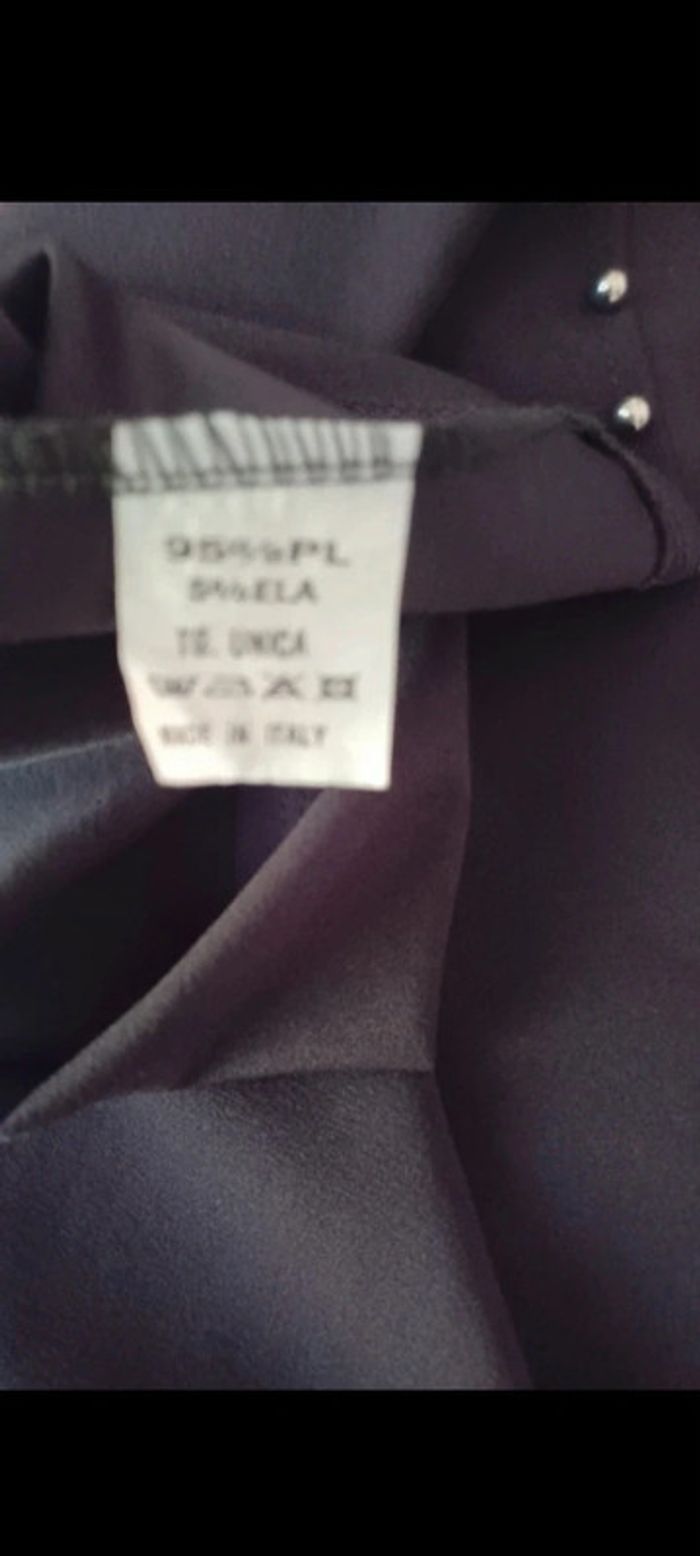 95%PL
5%ELA
TG. UNICA
MADE IN ITALY